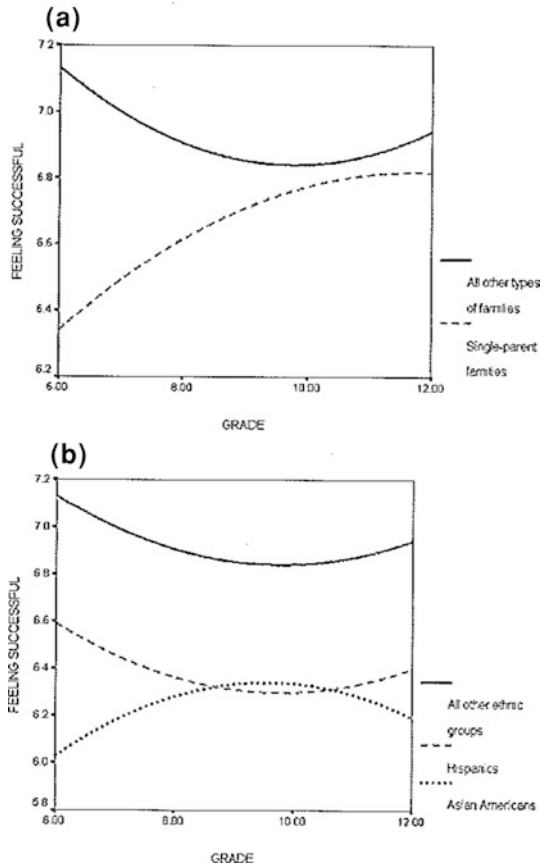 (a)
7.2
7.0
6.8
6.6
6.4
6.2
FEELING SUCCESSFUL
6.00
8.00
10.00
12.00
GRADE
All other types
of families
Single-parent
families
(b)
7.2
7.0
6.8
6.6
6.4
6.2
6.0
5.8
FEELING SUCCESSFUL
6.00
8.00
10.00
12.00
GRADE
All other ethnic
groups
Hispanics
Asian Americans